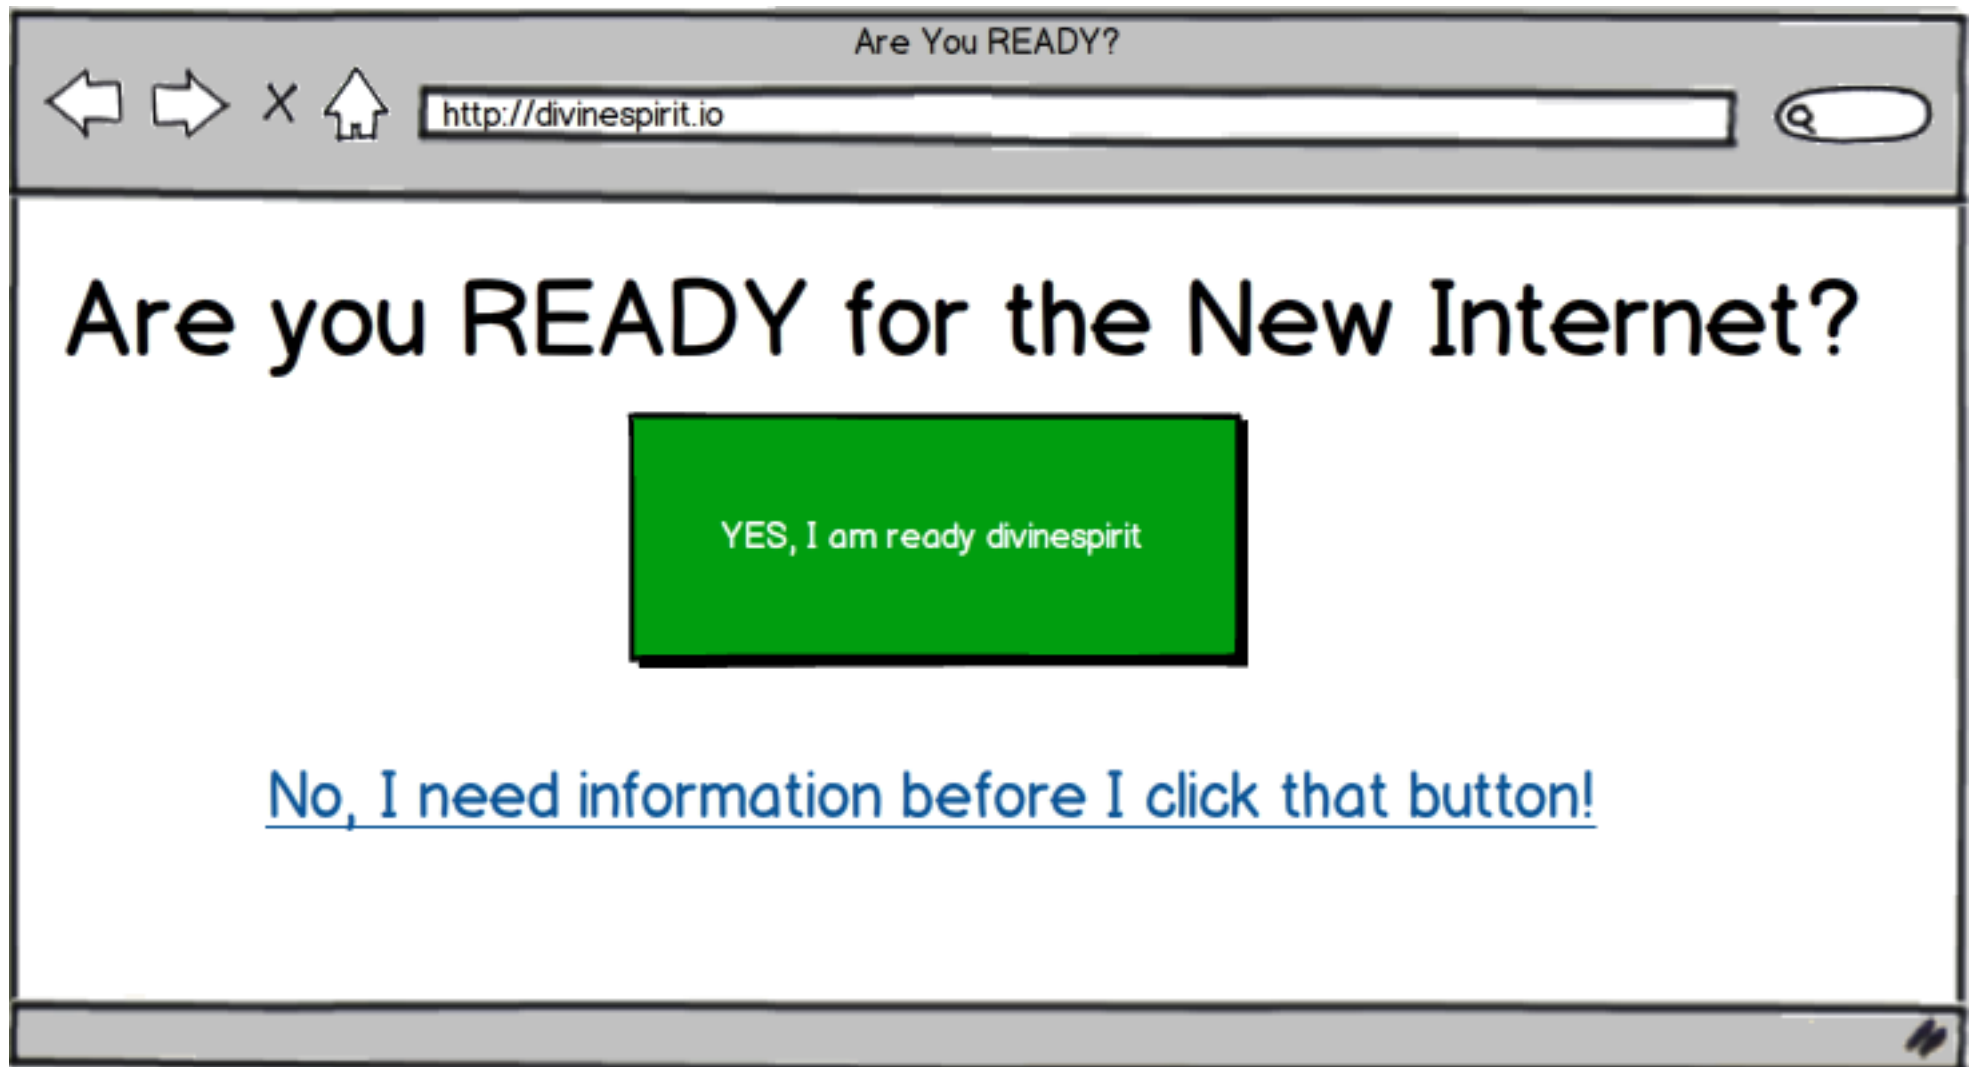 Are You READY?
http://divinespirit.io
Are you READY for the New Internet?
YES, I am ready divinespirit
No, I need information before I click that button!